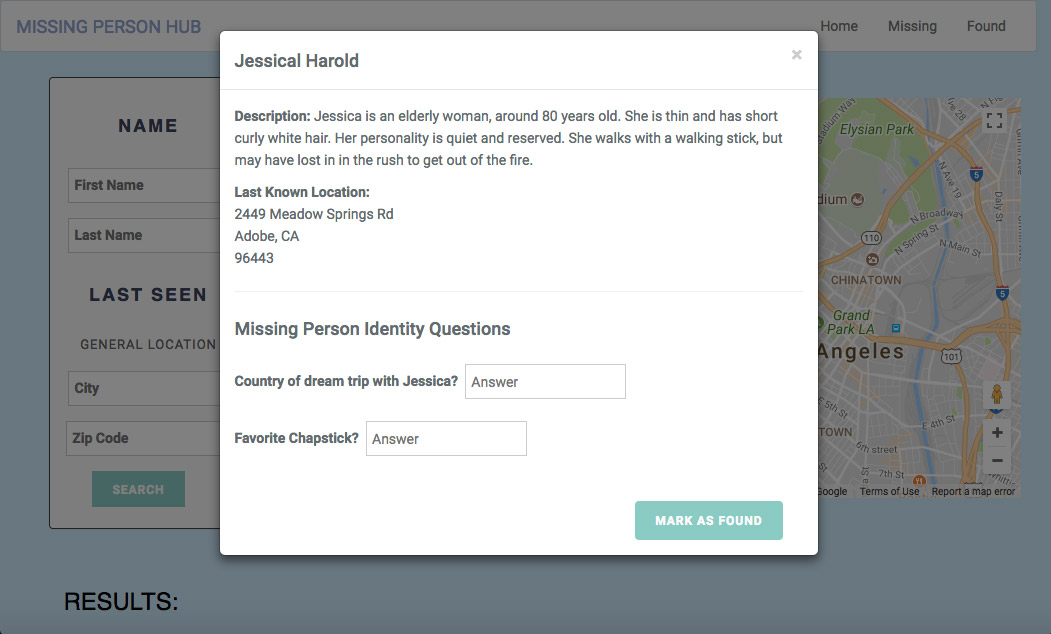 MISSING PERSON HUB
Home Missing Found
Jessical Harold
×
Description: Jessica is an elderly woman, around 80 years old. She is thin and has short
curly white hair. Her personality is quiet and reserved. She walks with a walking stick, but
may have lost in in the rush to get out of the fire.
Last Known Location:
2449 Meadow Springs Rd
Adobe, CA
96443
Missing Person Identity Questions
Country of dream trip with Jessica? Answer
Favorite Chapstick? Answer
MARK AS FOUND
NAME
First Name
Last Name
LAST SEEN
GENERAL LOCATION
City
Zip Code
SEARCH
Stadium Way
Elysian Park
N Ave 19
5
Daly St
dium
N Broadway
110
N Spring St
N Main St
CHINATOWN
5
Grand
Park LA
Angeles
101
E 4th St
5th St
TOWN
6th street
7th St
+
−
Google Terms of Use Report a map error
RESULTS: